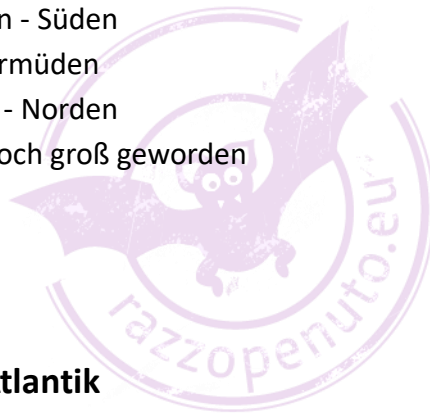 n - Süden
rmüden
- Norden
och groß geworden
razzopenuto.eu
tlantik